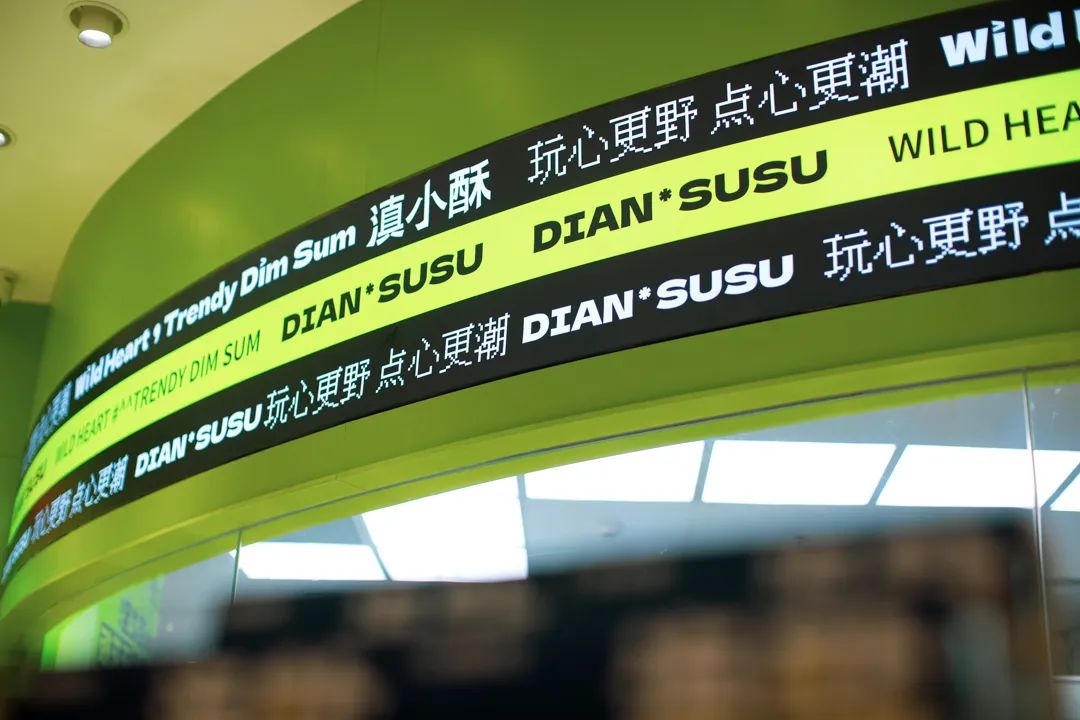 Wild Heart , Trendy Dim Sum 滇小酥 玩心更野 点心更潮 Wild
WILD HEART #^^TRENDY DIM SUM DIAN*SUSU DIAN*SUSU WILD HEA
玩心更野 点心更潮 DIAN*SUSU 玩心更野 点心更潮 DIAN*SUSU 玩心更野 点